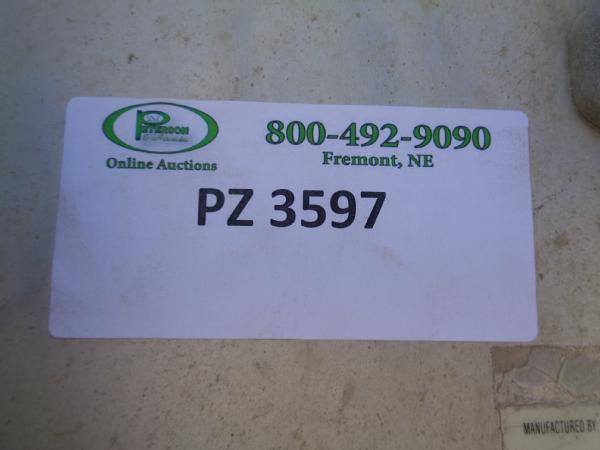 PETERSON
Online Auctions
800-492-9090
Fremont, NE
PZ 3597
MANUFACTURED BY: